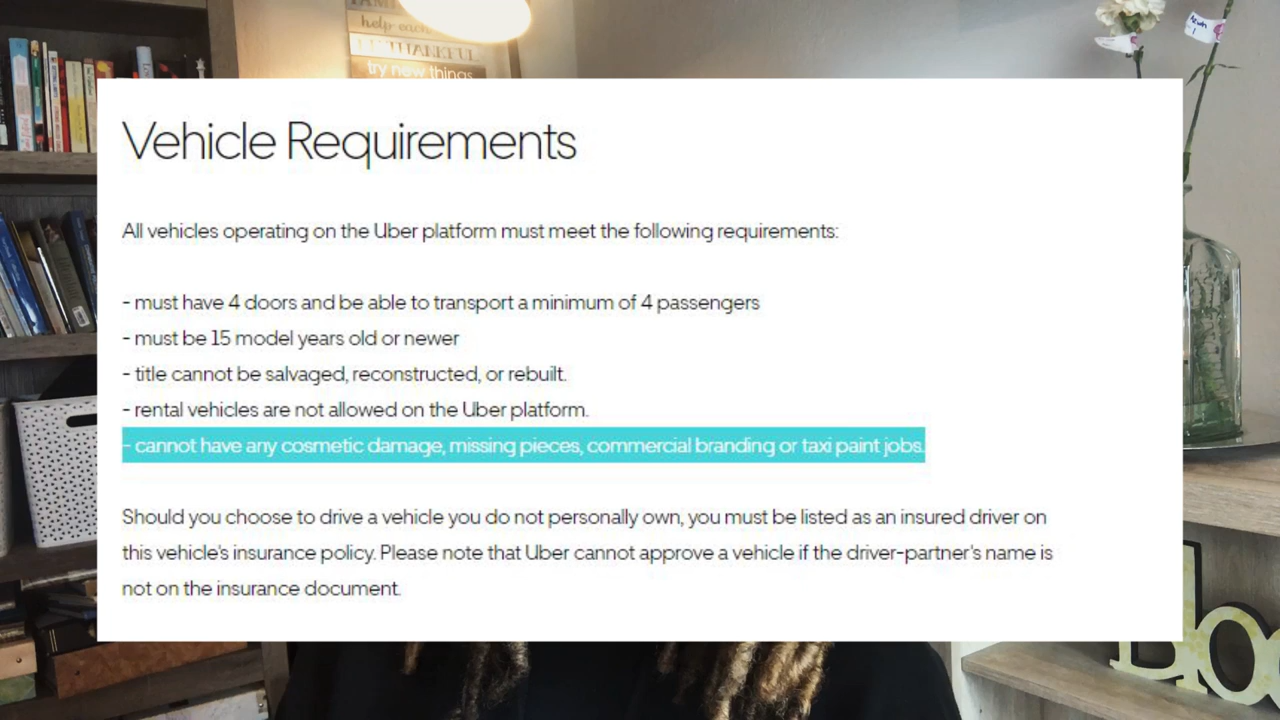 help each
THANKFUL
try new things
Vehicle Requirements
All vehicles operating on the Uber platform must meet the following requirements:
- must have 4 doors and be able to transport a minimum of 4 passengers
- must be 15 model years old or newer
- title cannot be salvaged, reconstructed, or rebuilt.
- rental vehicles are not allowed on the Uber platform.
- cannot have any cosmetic damage, missing pieces, commercial branding or taxi paint jobs.
Should you choose to drive a vehicle you do not personally own, you must be listed as an insured driver on
this vehicle's insurance policy. Please note that Uber cannot approve a vehicle if the driver-partner's name is
not on the insurance document.